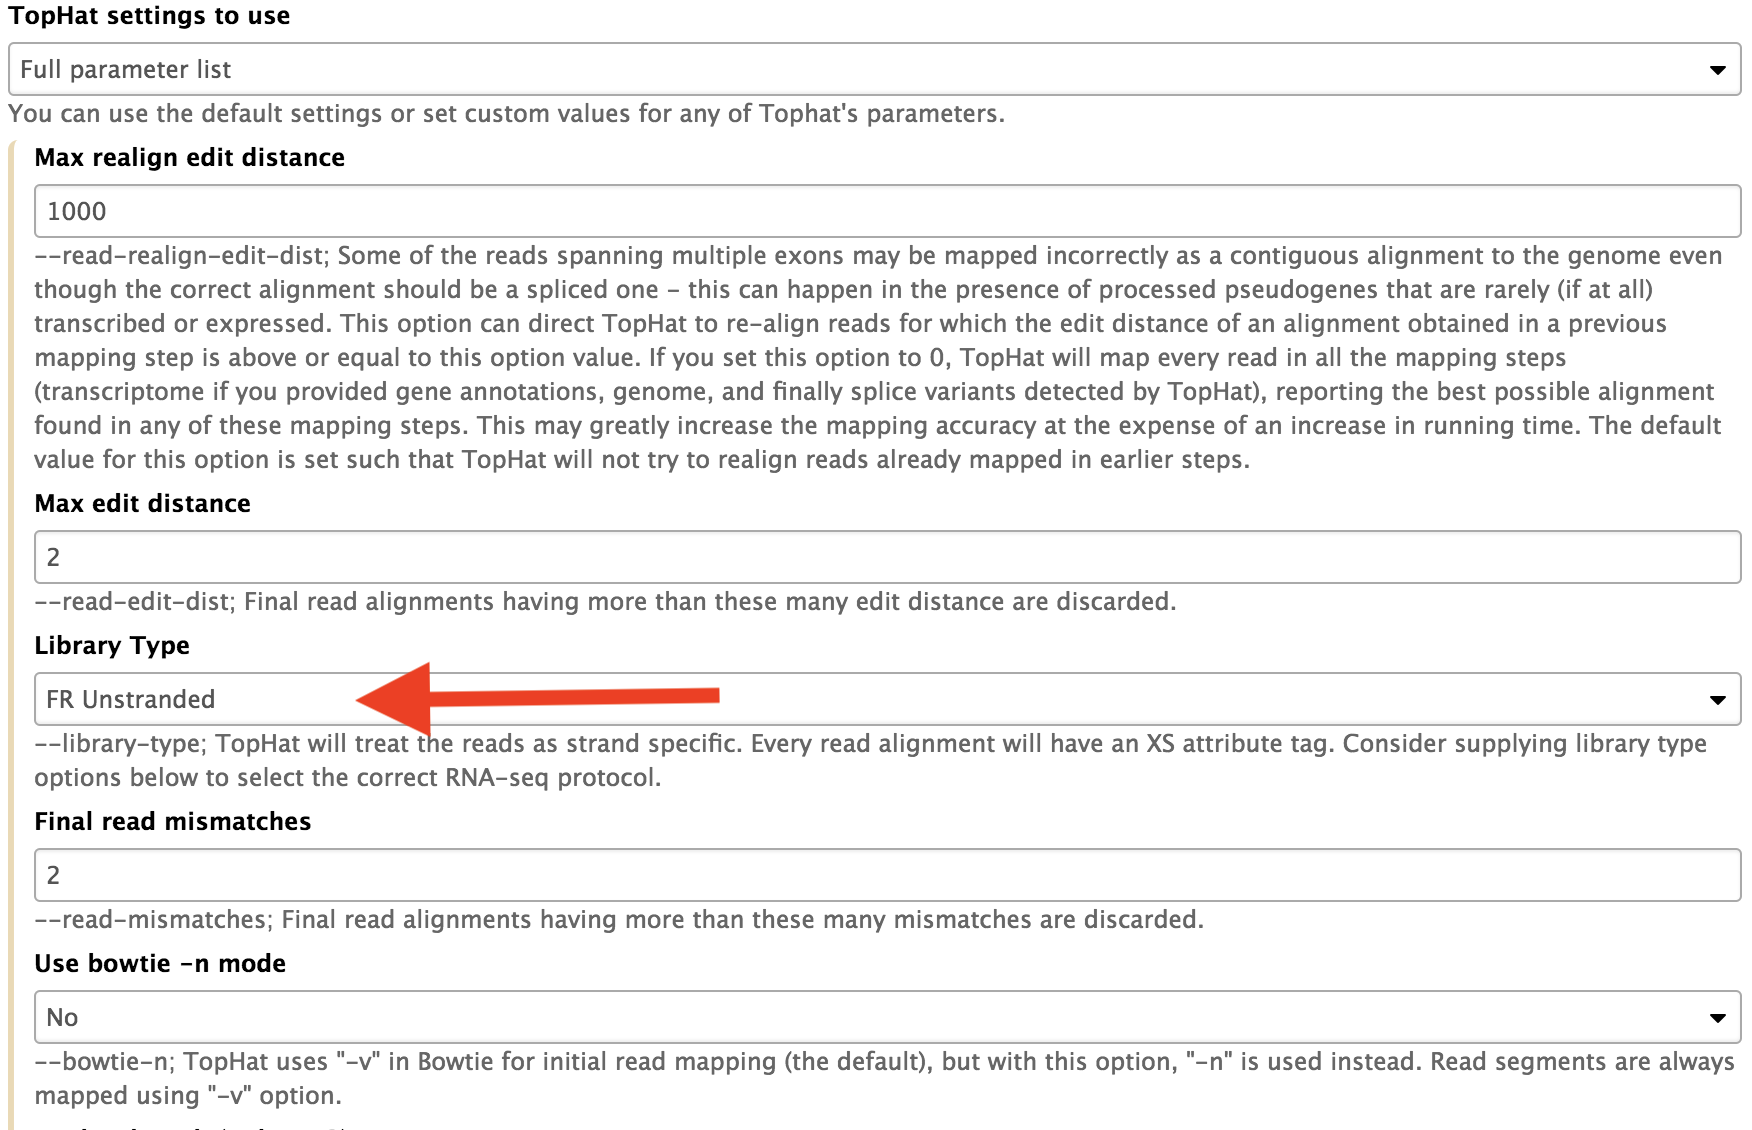 TopHat settings to use
Full parameter list
You can use the default settings or set custom values for any of Tophat's parameters.
Max realign edit distance
1000
--read-realign-edit-dist; Some of the reads spanning multiple exons may be mapped incorrectly as a contiguous alignment to the genome even
though the correct alignment should be a spliced one - this can happen in the presence of processed pseudogenes that are rarely (if at all)
transcribed or expressed. This option can direct TopHat to re-align reads for which the edit distance of an alignment obtained in a previous
mapping step is above or equal to this option value. If you set this option to 0, TopHat will map every read in all the mapping steps
(transcriptome if you provided gene annotations, genome, and finally splice variants detected by TopHat), reporting the best possible alignment
found in any of these mapping steps. This may greatly increase the mapping accuracy at the expense of an increase in running time. The default
value for this option is set such that TopHat will not try to realign reads already mapped in earlier steps.
Max edit distance
2
--read-edit-dist; Final read alignments having more than these many edit distance are discarded.
Library Type
FR Unstranded
--library-type; TopHat will treat the reads as strand specific. Every read alignment will have an XS attribute tag. Consider supplying library type
options below to select the correct RNA-seq protocol.
Final read mismatches
2
--read-mismatches; Final read alignments having more than these many mismatches are discarded.
Use bowtie -n mode
No
--bowtie-n; TopHat uses "-v" in Bowtie for initial read mapping (the default), but with this option, "-n" is used instead. Read segments are always
mapped using "-v" option.